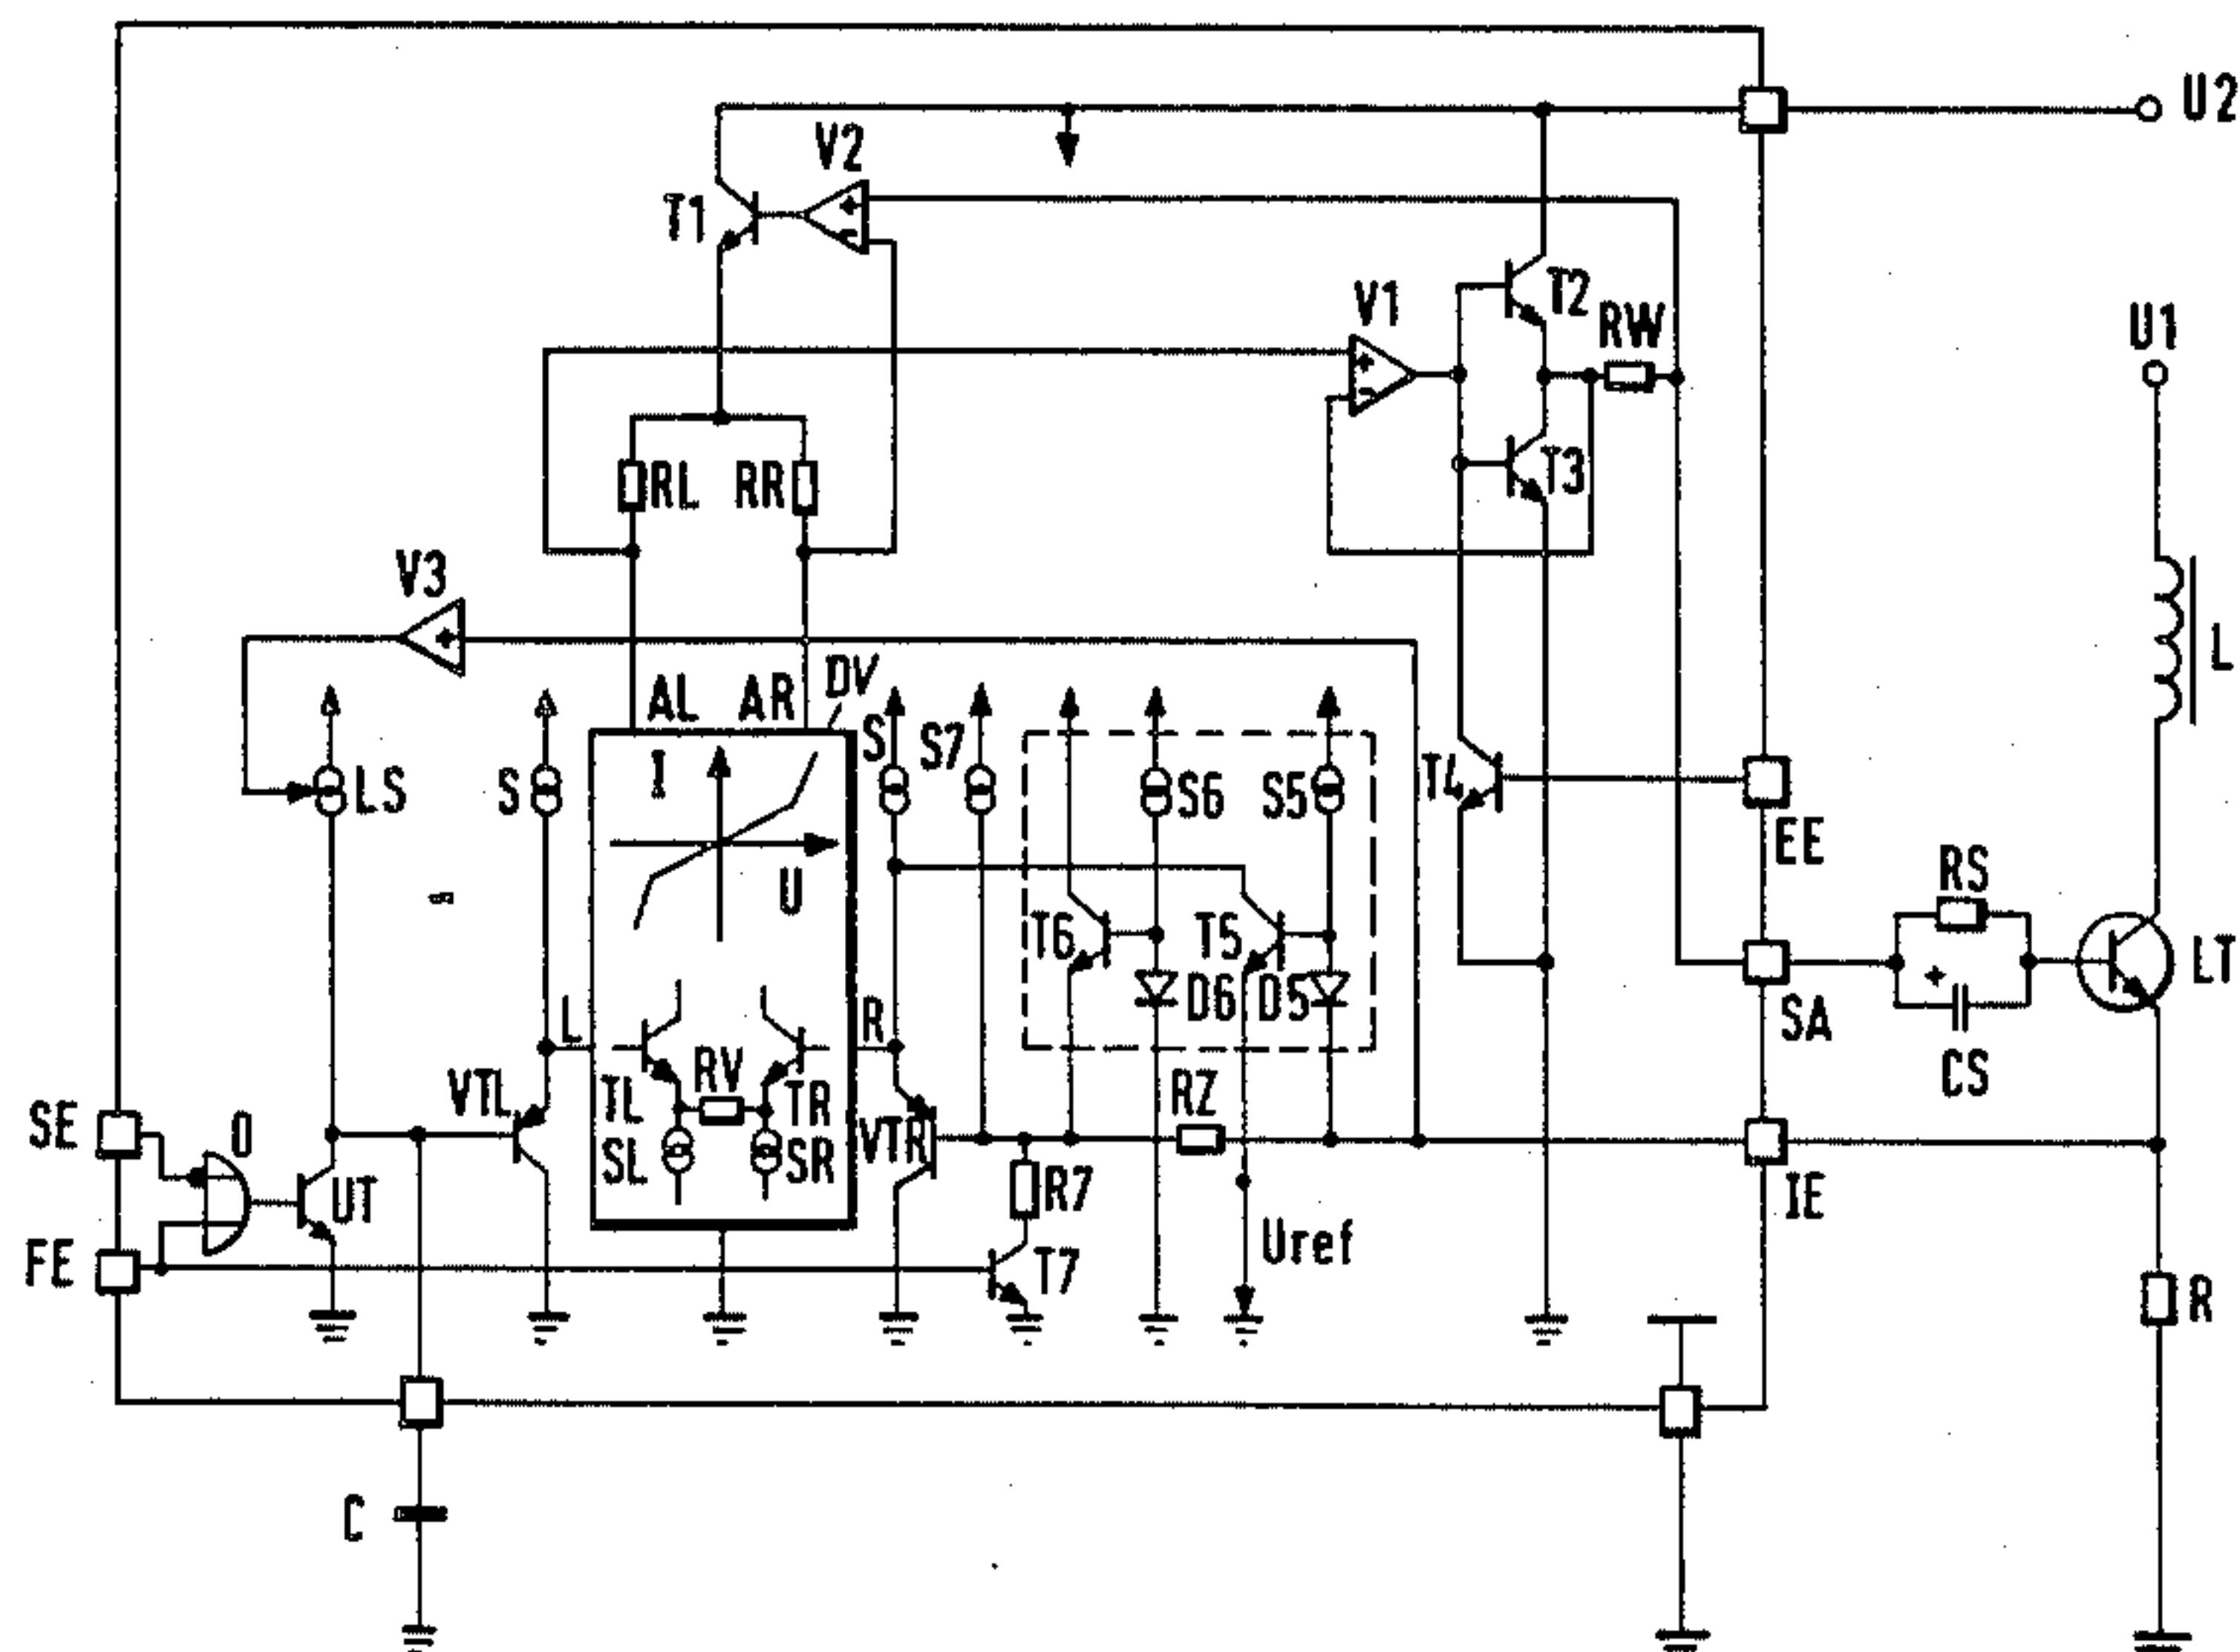 U2
V2
T1
T2
V1
RW
U1
RL
RR
T3
V3
L
AL
AR
DV
S
S7
I
LS
S
S6
S5
T4
EE
U
RS
T6
T5
LT
L
R
D6
D5
SA
RV
CS
VTL
TL
TR
RZ
SE
O
VTR
SL
SR
R7
UT
IE
FE
Uref
T7
R
C